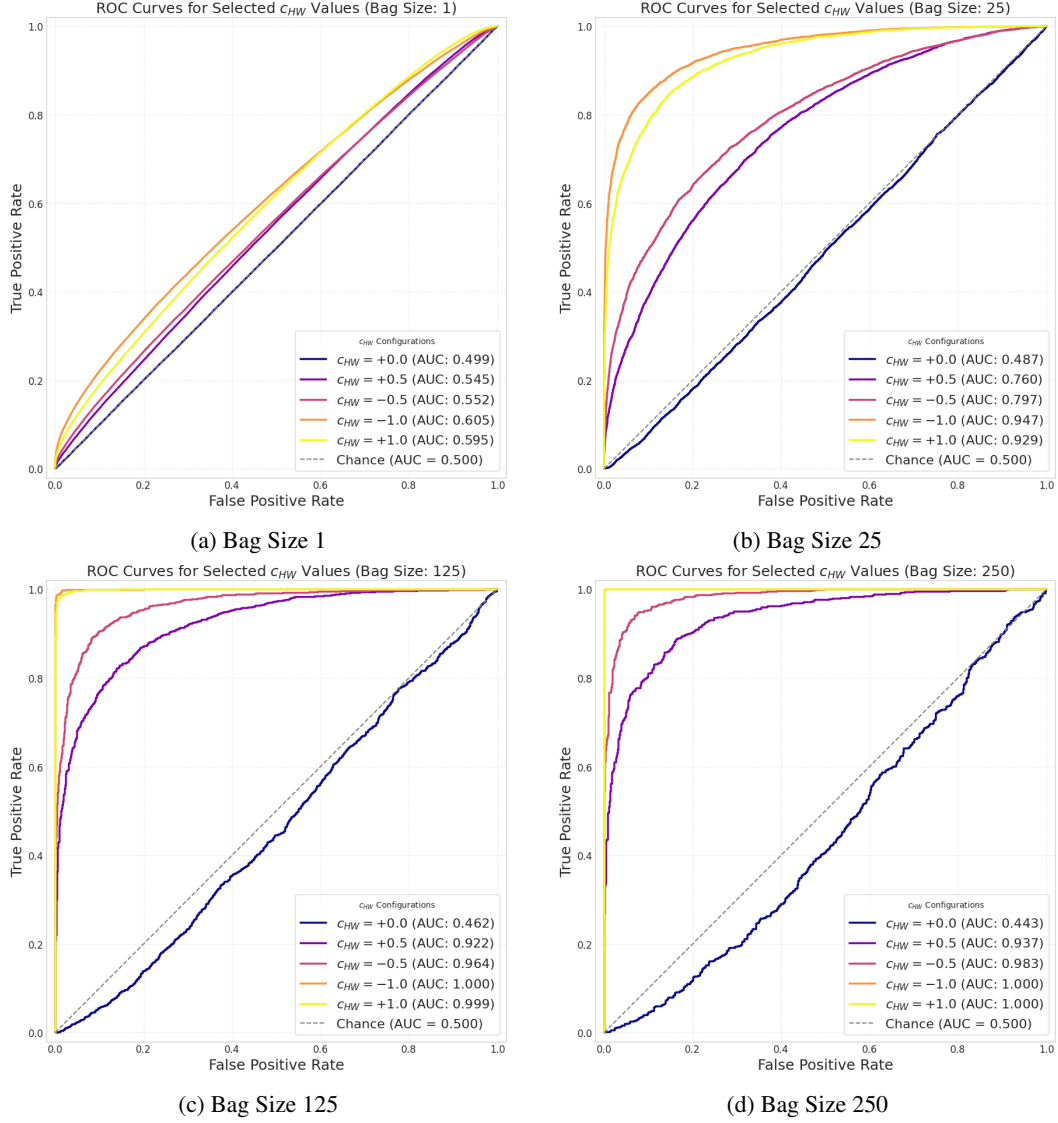 ROC Curves for Selected c_HW Values (Bag Size: 1)
True Positive Rate
1.0
0.8
0.6
0.4
0.2
0.0
c_HW Configurations
c_HW = +0.0 (AUC: 0.499)
c_HW = +0.5 (AUC: 0.545)
c_HW = −0.5 (AUC: 0.552)
c_HW = −1.0 (AUC: 0.605)
c_HW = +1.0 (AUC: 0.595)
Chance (AUC = 0.500)
0.0 0.2 0.4 0.6 0.8 1.0
False Positive Rate
(a) Bag Size 1
ROC Curves for Selected c_HW Values (Bag Size: 25)
True Positive Rate
1.0
0.8
0.6
0.4
0.2
0.0
c_HW Configurations
c_HW = +0.0 (AUC: 0.487)
c_HW = +0.5 (AUC: 0.760)
c_HW = −0.5 (AUC: 0.797)
c_HW = −1.0 (AUC: 0.947)
c_HW = +1.0 (AUC: 0.929)
Chance (AUC = 0.500)
0.0 0.2 0.4 0.6 0.8 1.0
False Positive Rate
(b) Bag Size 25
ROC Curves for Selected c_HW Values (Bag Size: 125)
True Positive Rate
1.0
0.8
0.6
0.4
0.2
0.0
c_HW Configurations
c_HW = +0.0 (AUC: 0.462)
c_HW = +0.5 (AUC: 0.922)
c_HW = −0.5 (AUC: 0.964)
c_HW = −1.0 (AUC: 1.000)
c_HW = +1.0 (AUC: 0.999)
Chance (AUC = 0.500)
0.0 0.2 0.4 0.6 0.8 1.0
False Positive Rate
(c) Bag Size 125
ROC Curves for Selected c_HW Values (Bag Size: 250)
True Positive Rate
1.0
0.8
0.6
0.4
0.2
0.0
c_HW Configurations
c_HW = +0.0 (AUC: 0.443)
c_HW = +0.5 (AUC: 0.937)
c_HW = −0.5 (AUC: 0.983)
c_HW = −1.0 (AUC: 1.000)
c_HW = +1.0 (AUC: 1.000)
Chance (AUC = 0.500)
0.0 0.2 0.4 0.6 0.8 1.0
False Positive Rate
(d) Bag Size 250